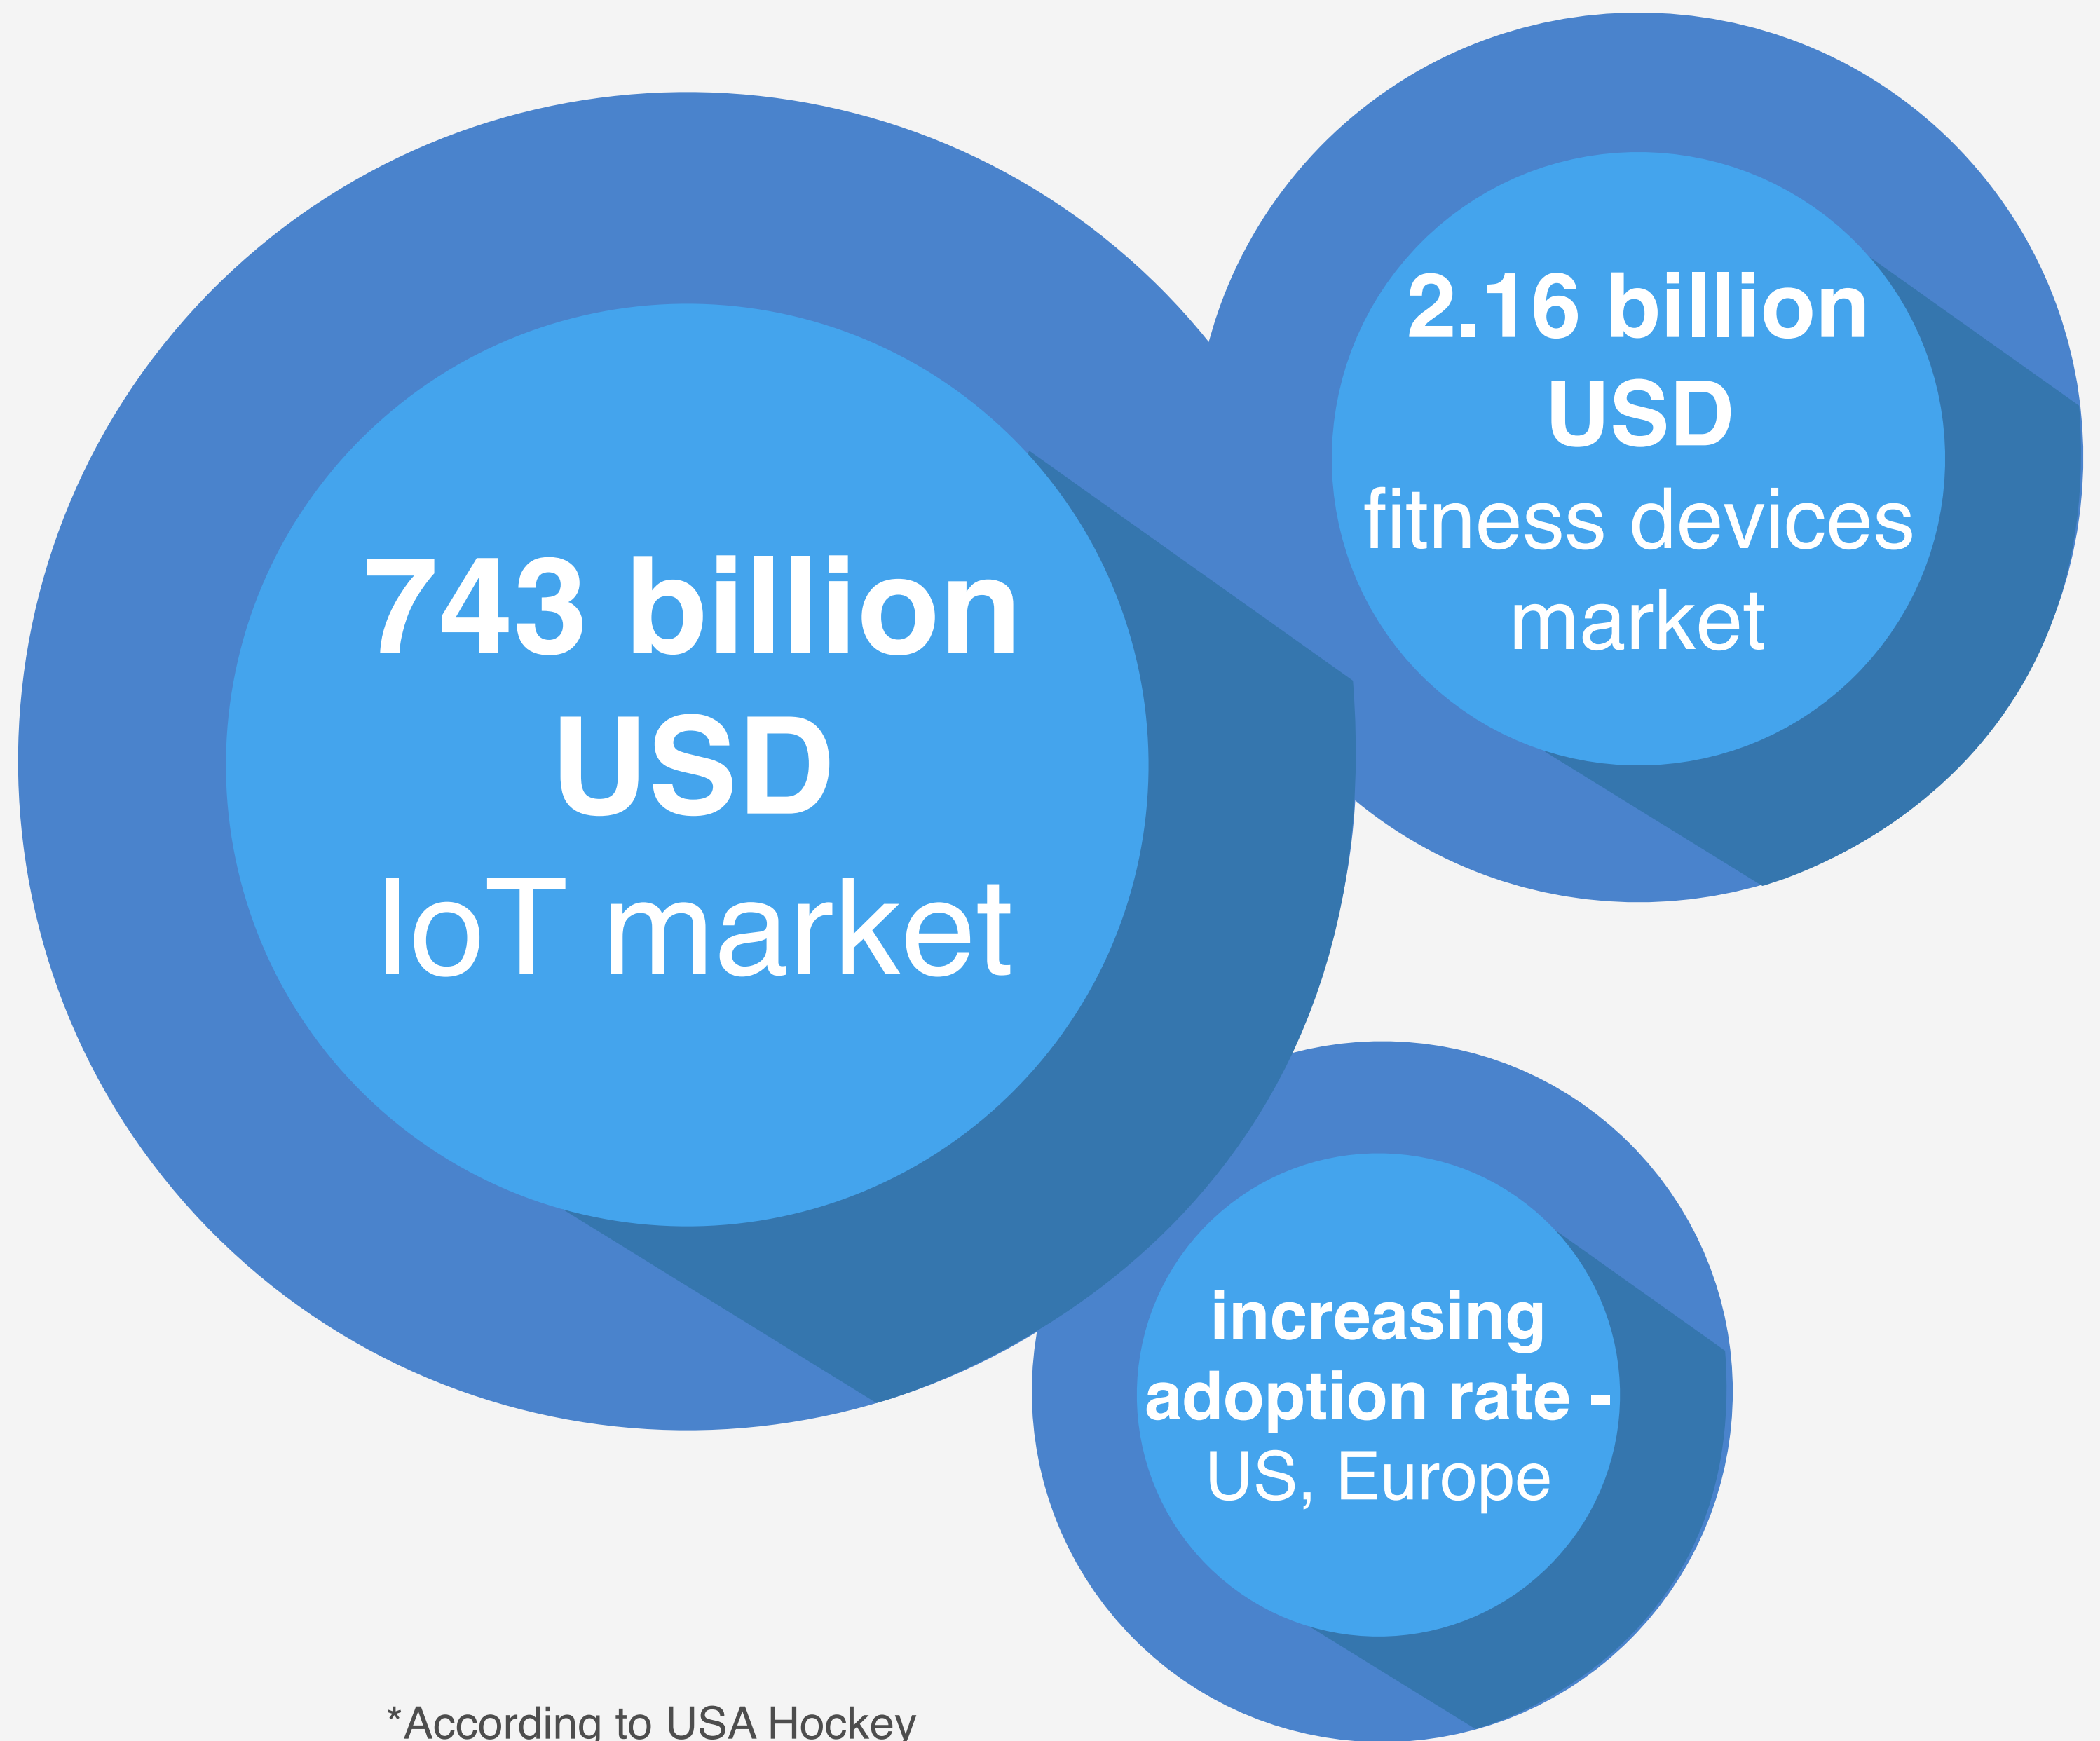 743 billion
USD
IoT market
2.16 billion
USD
fitness devices
market
increasing
adoption rate -
US, Europe
*According to USA Hockey